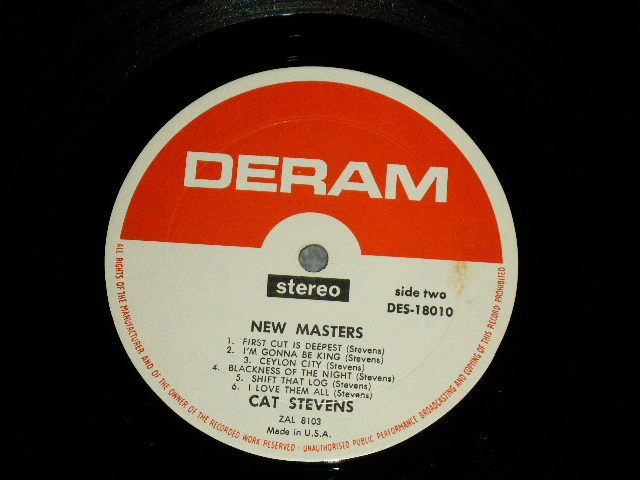 DERAM
stereo
side two
DES-18010
NEW MASTERS
1. FIRST CUT IS DEEPEST (Stevens)
2. I'M GONNA BE KING (Stevens)
3. CEYLON CITY (Stevens)
4. BLACKNESS OF THE NIGHT (Stevens)
5. SHIFT THAT LOG (Stevens)
6. I LOVE THEM ALL (Stevens)
CAT STEVENS
ZAL 8103
Made in U.S.A.
ALL RIGHTS OF THE MANUFACTURER AND OF THE OWNER OF THE RECORDED WORK RESERVED - UNAUTHORISED PUBLIC PERFORMANCE BROADCASTING AND COPYING OF THIS RECORD PROHIBITED